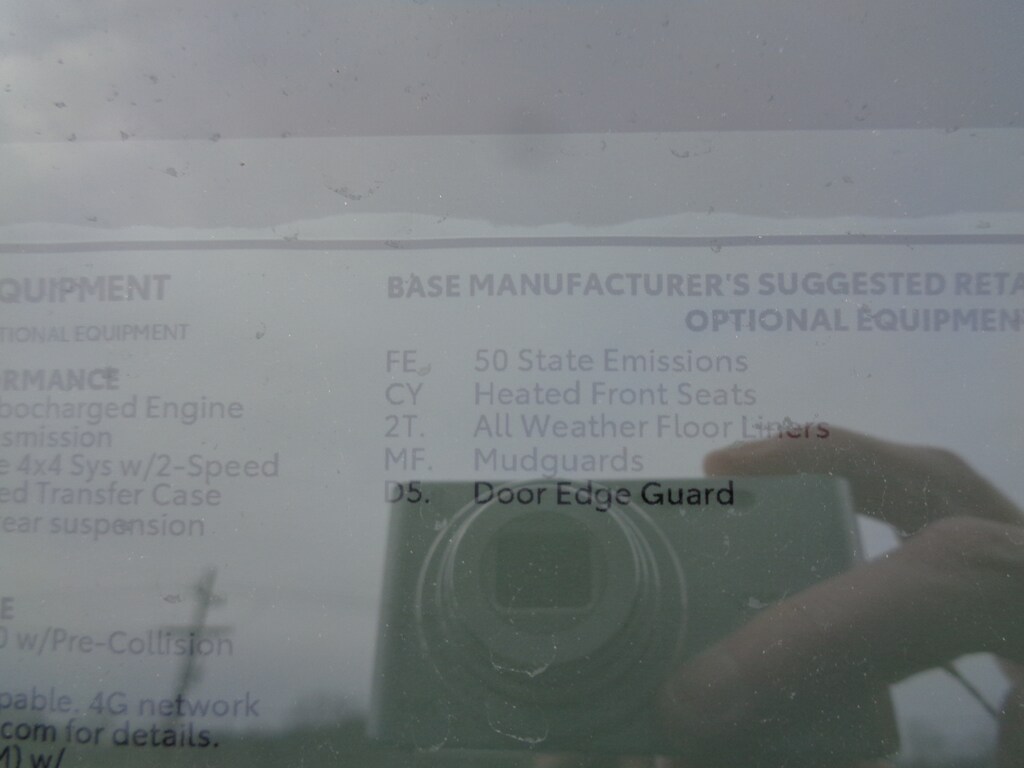 QUIPMENT
TIONAL EQUIPMENT
ORMANCE
bocharged Engine
smission
e 4x4 Sys w/2-Speed
ed Transfer Case
ear suspension
E
0 w/Pre-Collision
pable. 4G network
com for details.
M) w/
BASE MANUFACTURER'S SUGGESTED RETA
OPTIONAL EQUIPMEN
FE 50 State Emissions
CY Heated Front Seats
2T. All Weather Floor Liners
MF. Mudguards
D5. Door Edge Guard